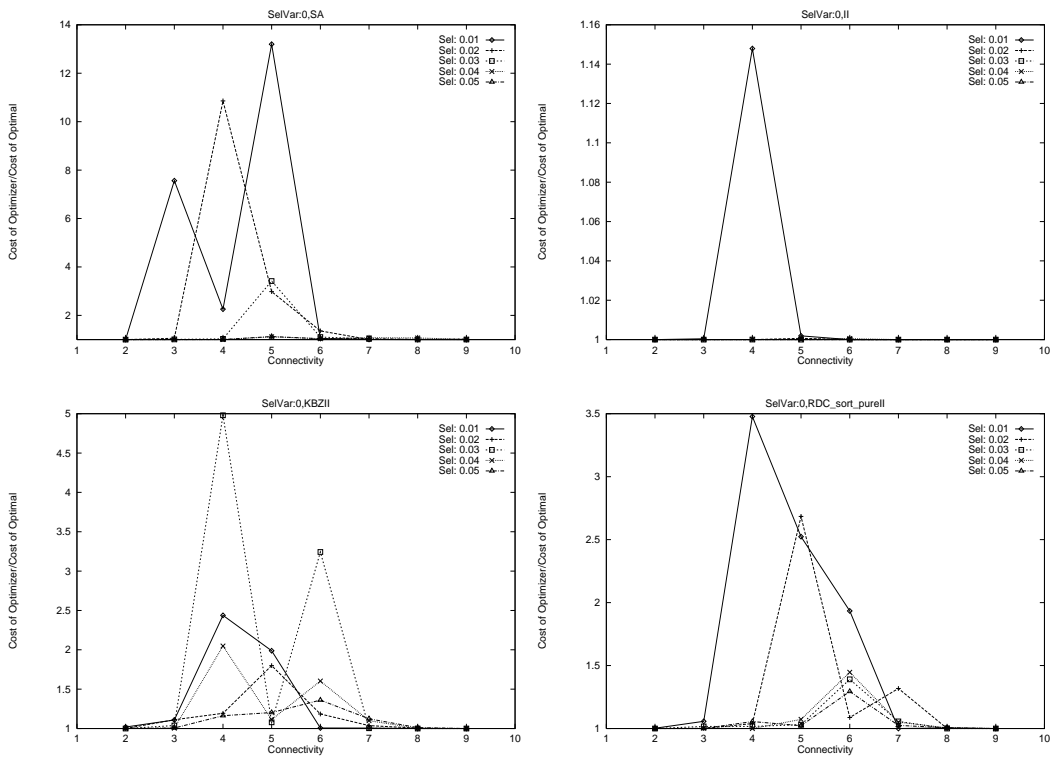 SelVar:0,SA
Cost of Optimizer/Cost of Optimal
14
12
10
8
6
4
2
Sel: 0.01
Sel: 0.02
Sel: 0.03
Sel: 0.04
Sel: 0.05
1 2 3 4 5 6 7 8 9 10
Connectivity
SelVar:0,II
Cost of Optimizer/Cost of Optimal
1.16
1.14
1.12
1.1
1.08
1.06
1.04
1.02
1
Sel: 0.01
Sel: 0.02
Sel: 0.03
Sel: 0.04
Sel: 0.05
1 2 3 4 5 6 7 8 9 10
Connectivity
SelVar:0,KBZII
Cost of Optimizer/Cost of Optimal
5
4.5
4
3.5
3
2.5
2
1.5
1
Sel: 0.01
Sel: 0.02
Sel: 0.03
Sel: 0.04
Sel: 0.05
1 2 3 4 5 6 7 8 9 10
Connectivity
SelVar:0,RDC_sort_pureII
Cost of Optimizer/Cost of Optimal
3.5
3
2.5
2
1.5
1
Sel: 0.01
Sel: 0.02
Sel: 0.03
Sel: 0.04
Sel: 0.05
1 2 3 4 5 6 7 8 9 10
Connectivity